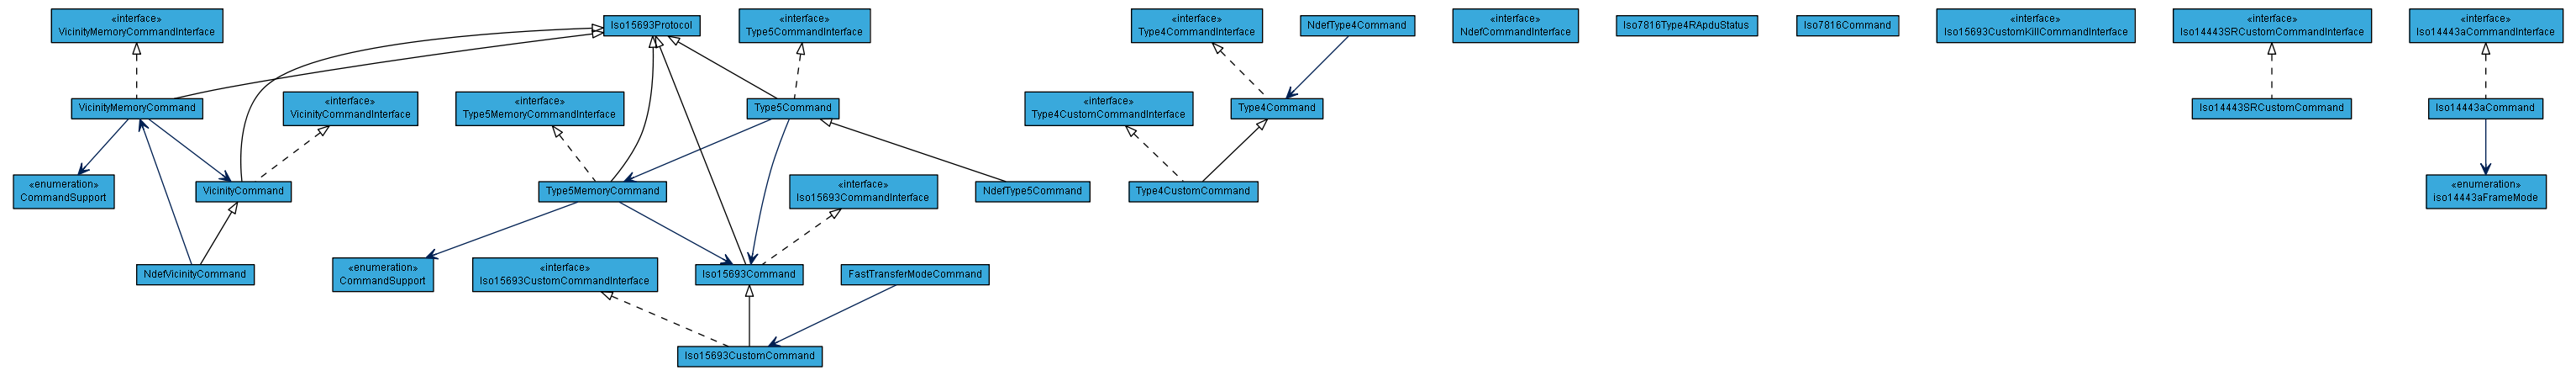 «interface»
VicinityMemoryCommandInterface
Iso15693Protocol
«interface»
Type5CommandInterface
«interface»
Type4CommandInterface
NdefType4Command
«interface»
NdefCommandInterface
Iso7816Type4RApduStatus
Iso7816Command
«interface»
Iso15693CustomKillCommandInterface
«interface»
Iso14443SRCustomCommandInterface
«interface»
Iso14443aCommandInterface
VicinityMemoryCommand
«interface»
VicinityCommandInterface
«interface»
Type5MemoryCommandInterface
Type5Command
«interface»
Type4CustomCommandInterface
Type4Command
Iso14443SRCustomCommand
Iso14443aCommand
«enumeration»
CommandSupport
VicinityCommand
Type5MemoryCommand
«interface»
Iso15693CommandInterface
NdefType5Command
Type4CustomCommand
«enumeration»
iso14443aFrameMode
NdefVicinityCommand
«enumeration»
CommandSupport
«interface»
Iso15693CustomCommandInterface
Iso15693Command
FastTransferModeCommand
Iso15693CustomCommand